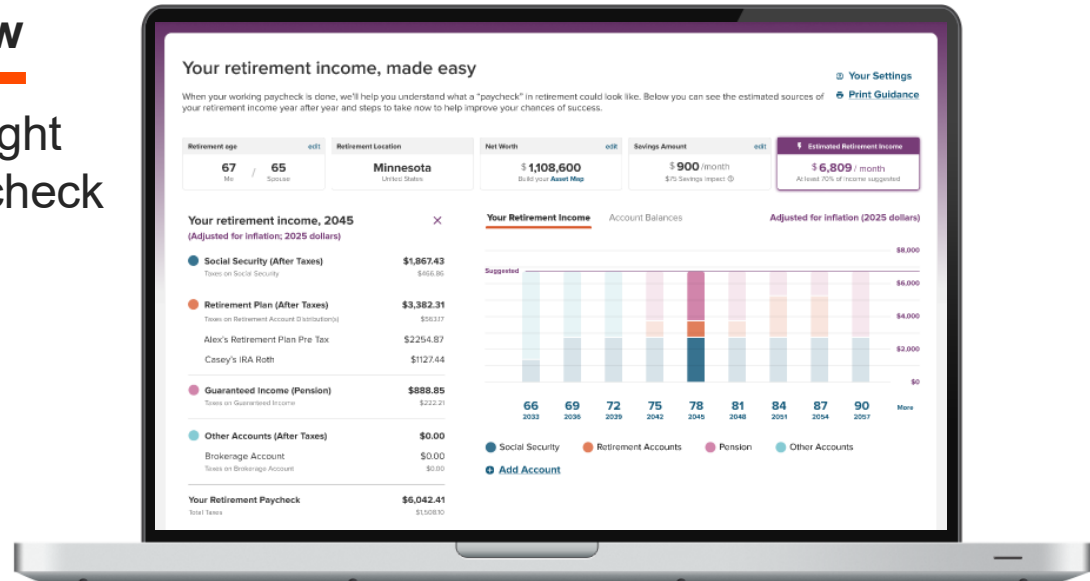 w
ght
check
Your retirement income, made easy
When your working paycheck is done, we'll help you understand what a "paycheck" in retirement could look like. Below you can see the estimated sources of
your retirement income year after year and steps to take now to help improve your chances of success.
Your Settings
Print Guidance
Retirement age edit
67 / 65
Me Spouse
Retirement Location
Minnesota
United States
Net Worth edit
$1,108,600
Build your Asset Map
Savings Amount edit
$900/month
$75 Savings impact
Estimated Retirement Income
$6,809 / month
At least 70% of income suggested
Your retirement income, 2045
(Adjusted for inflation; 2025 dollars)
Social Security (After Taxes) $1,867.43
Taxes on Social Security $466.86
Retirement Plan (After Taxes) $3,382.31
Taxes on Retirement Account Distribution(s) $563.17
Alex's Retirement Plan Pre Tax $2254.87
Casey's IRA Roth $1127.44
Guaranteed Income (Pension) $888.85
Taxes on Guaranteed Income $222.21
Other Accounts (After Taxes) $0.00
Brokerage Account $0.00
Taxes on Brokerage Account $0.00
Your Retirement Paycheck $6,042.41
Total Taxes $1,508.10
Your Retirement Income Account Balances Adjusted for inflation (2025 dollars)
$8,000
Suggested
$6,000
$4,000
$2,000
$0
66 69 72 75 78 81 84 87 90 More
2033 2036 2039 2042 2045 2048 2051 2054 2057
Social Security Retirement Accounts Pension Other Accounts
Add Account